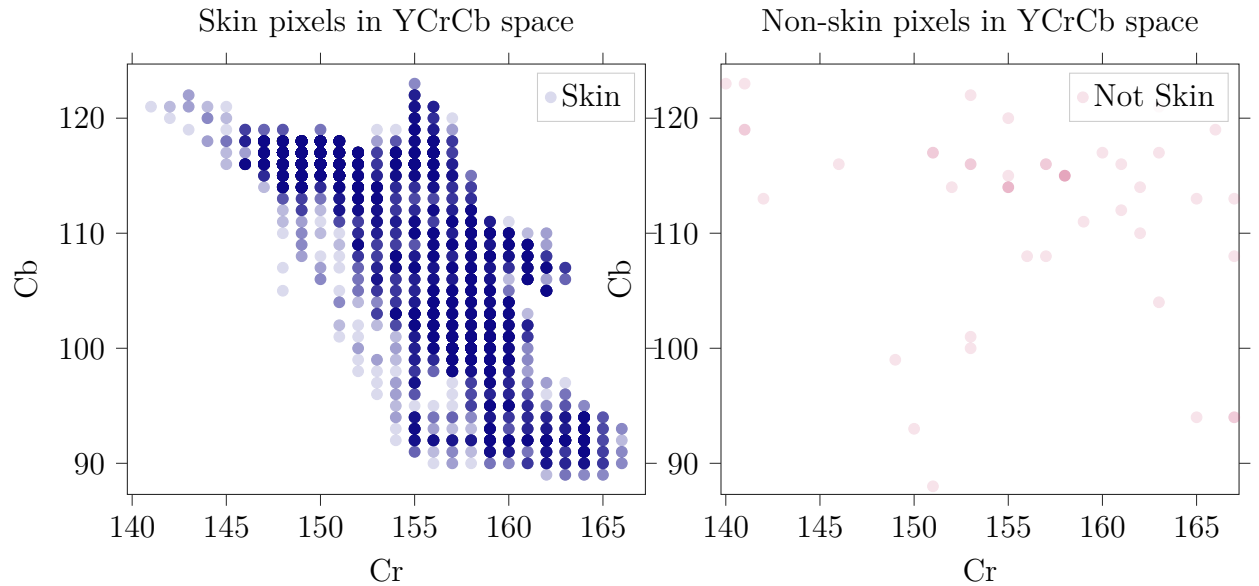 Skin pixels in YCrCb space
Skin
120
110
100
90
Cb
140 145 150 155 160 165
Cr
Non-skin pixels in YCrCb space
Not Skin
120
110
100
90
Cb
140 145 150 155 160 165
Cr